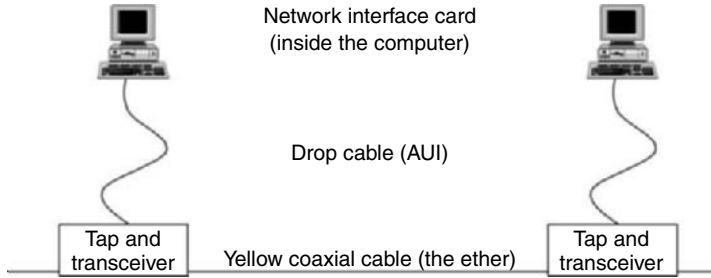 Network interface card
(inside the computer)
Drop cable (AUI)
Tap and
transceiver
Yellow coaxial cable (the ether)
Tap and
transceiver